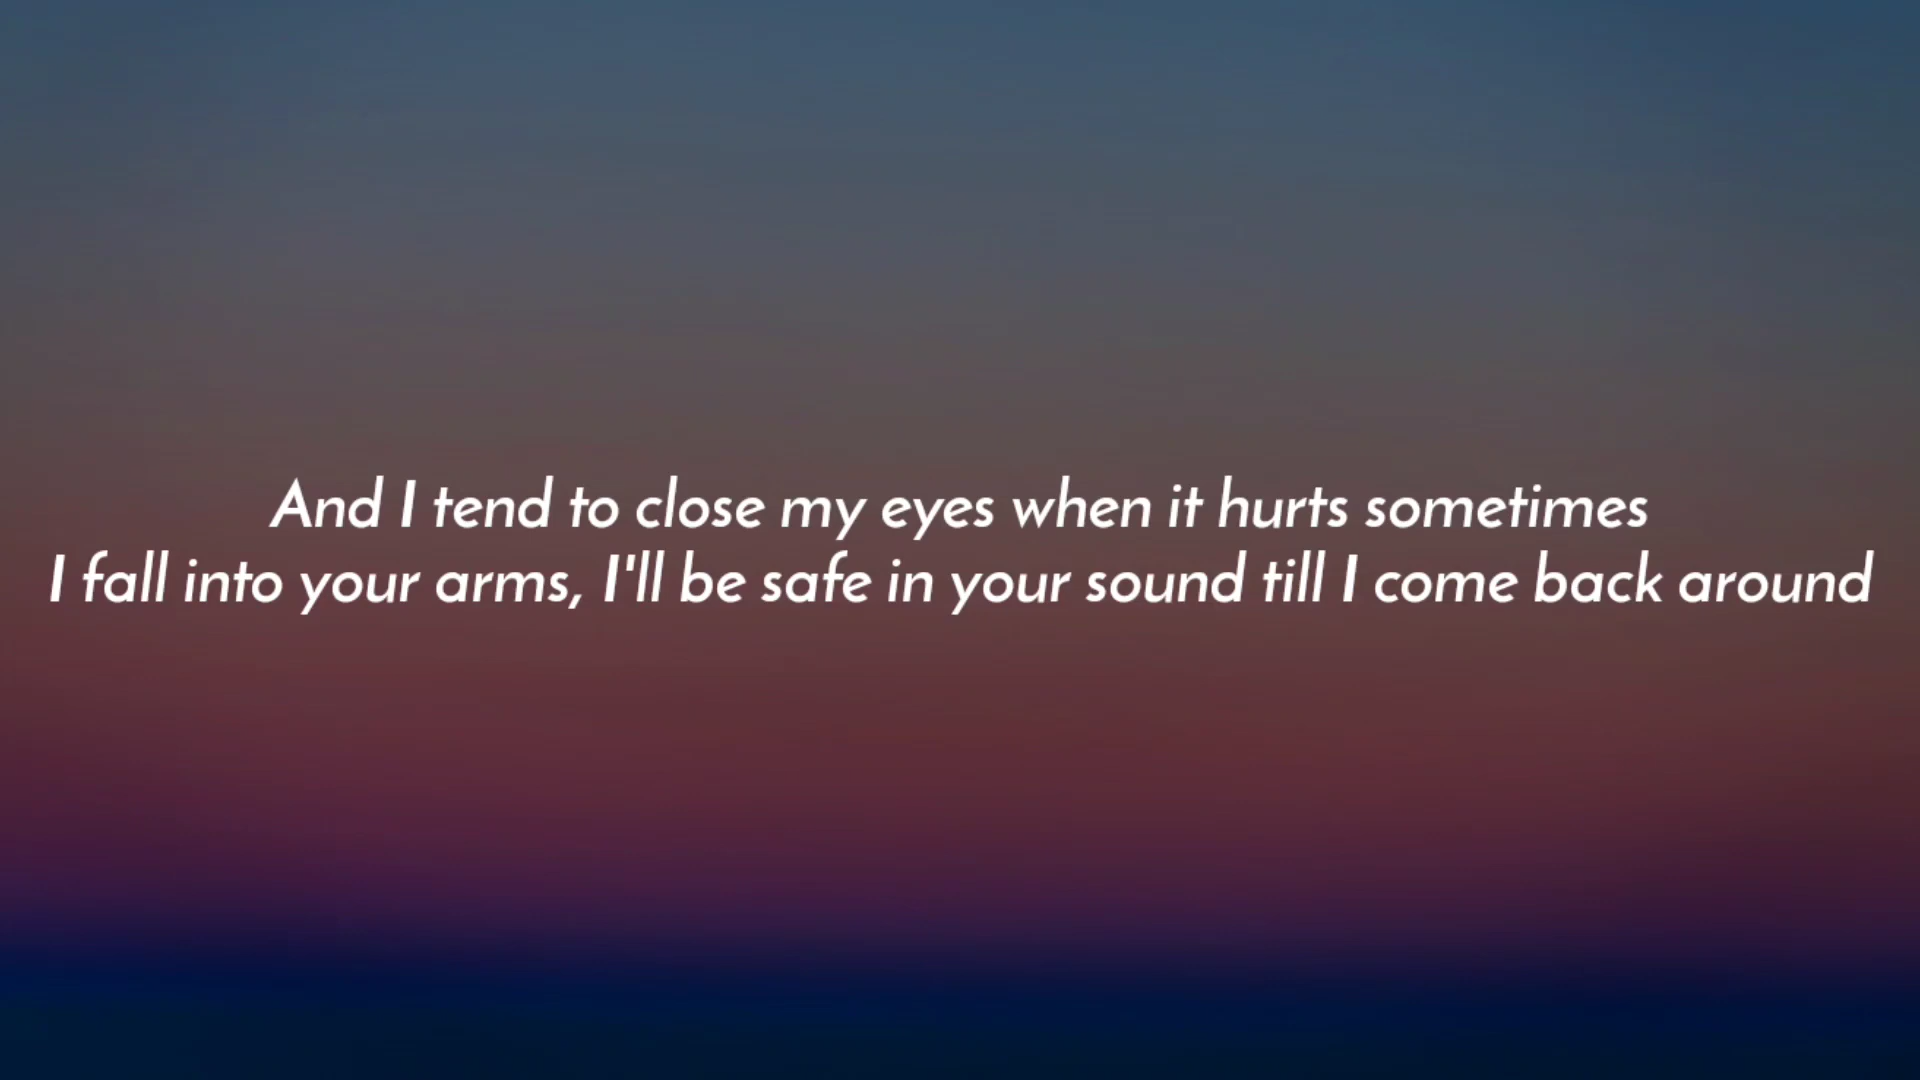 And I tend to close my eyes when it hurts sometimes
I fall into your arms, I'll be safe in your sound till I come back around